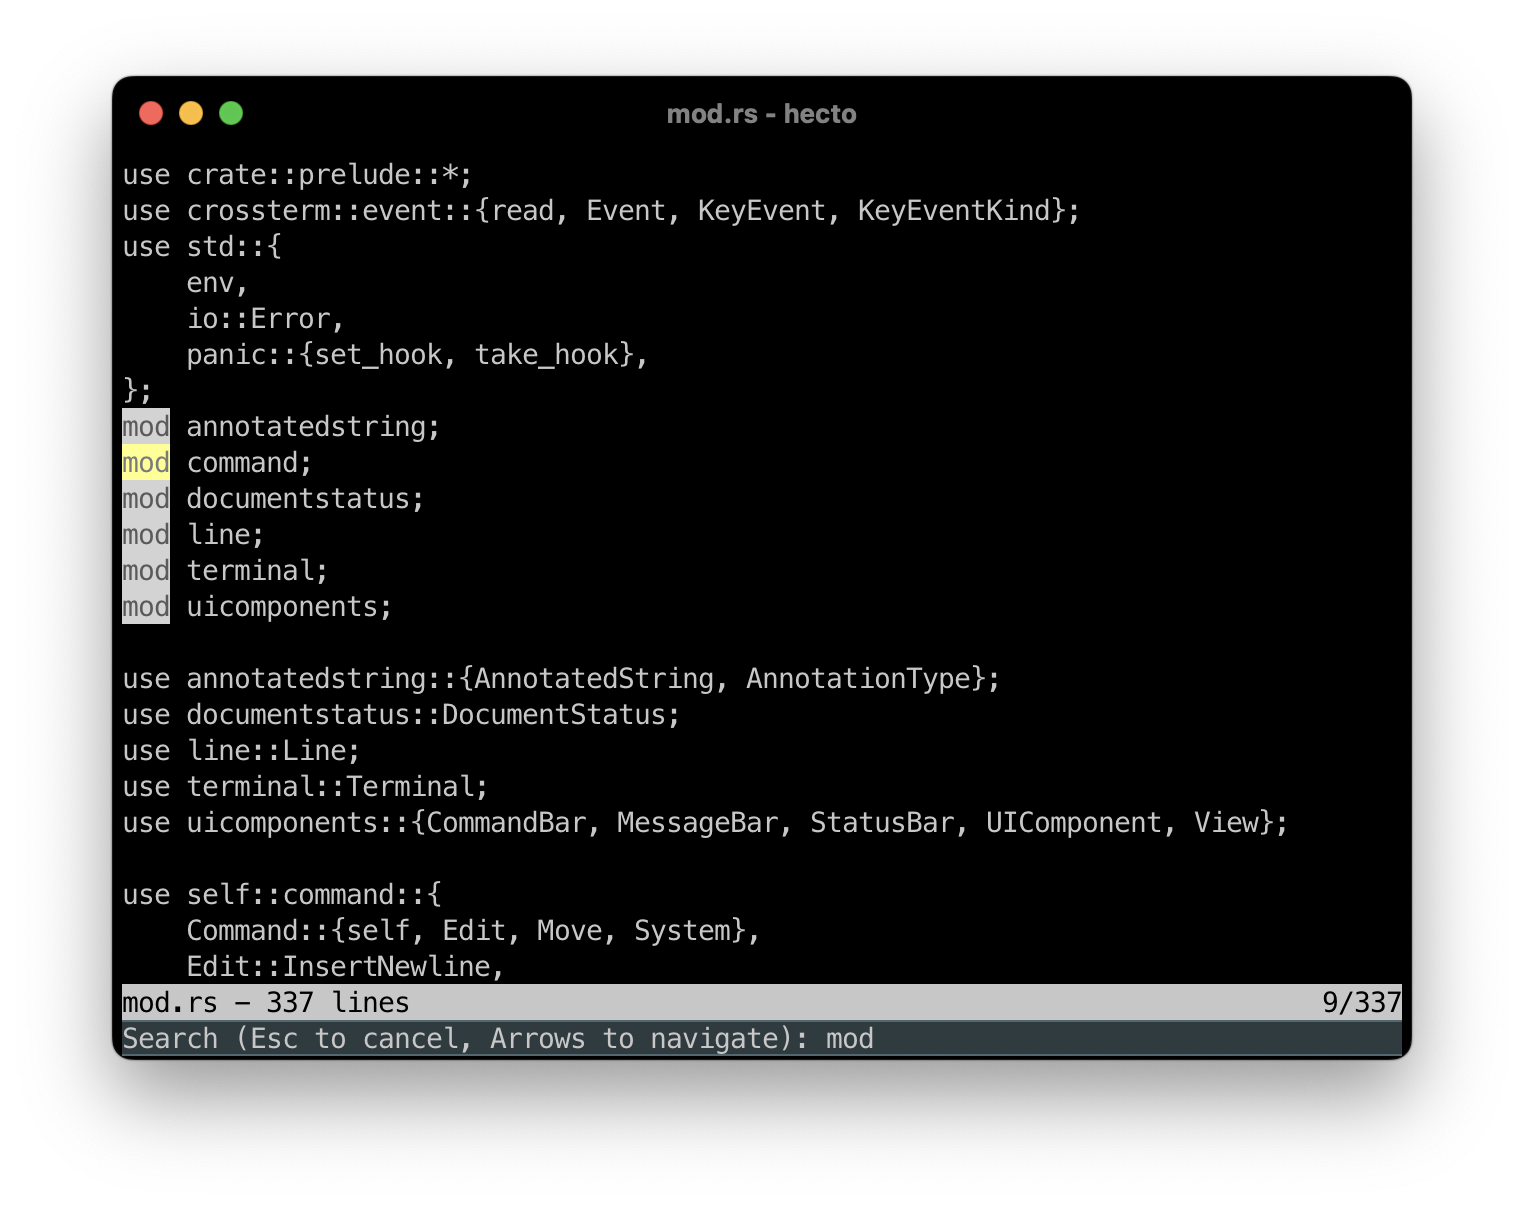 mod.rs - hecto
use crate::prelude::*;
use crossterm::event::{read, Event, KeyEvent, KeyEventKind};
use std::{
    env,
    io::Error,
    panic::{set_hook, take_hook},
};
mod annotatedstring;
mod command;
mod documentstatus;
mod line;
mod terminal;
mod uicomponents;

use annotatedstring::{AnnotatedString, AnnotationType};
use documentstatus::DocumentStatus;
use line::Line;
use terminal::Terminal;
use uicomponents::{CommandBar, MessageBar, StatusBar, UIComponent, View};

use self::command::{
    Command::{self, Edit, Move, System},
    Edit::InsertNewline,
mod.rs – 337 lines 9/337
Search (Esc to cancel, Arrows to navigate): mod